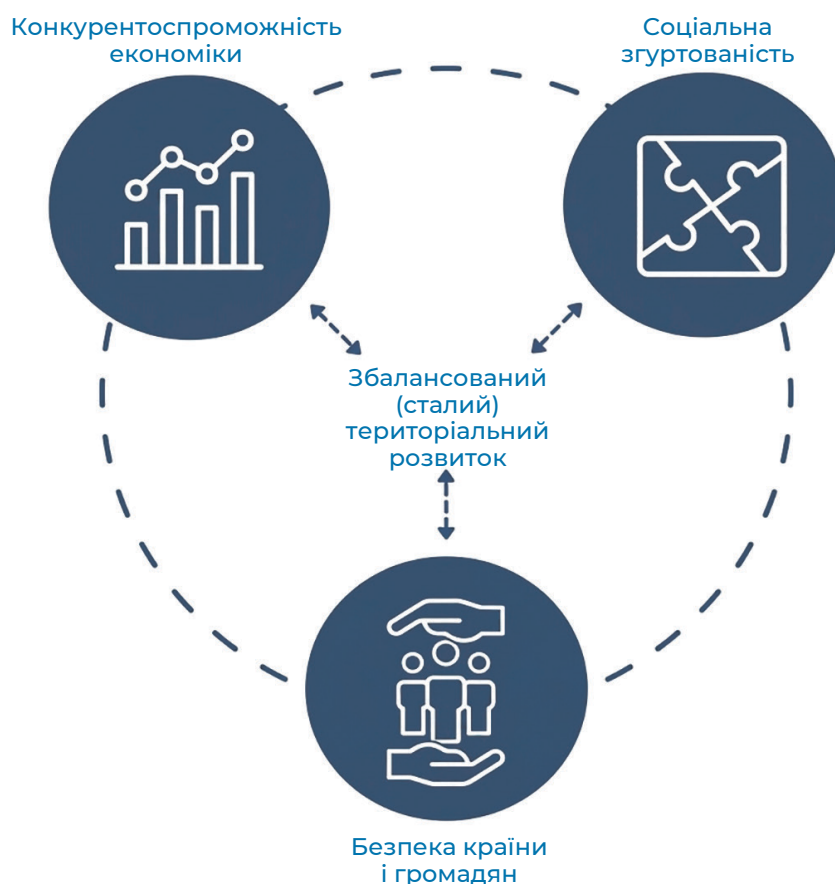 Конкурентоспроможність
економіки
Соціальна
згуртованість
Збалансований
(сталий)
територіальний
розвиток
Безпека країни
і громадян